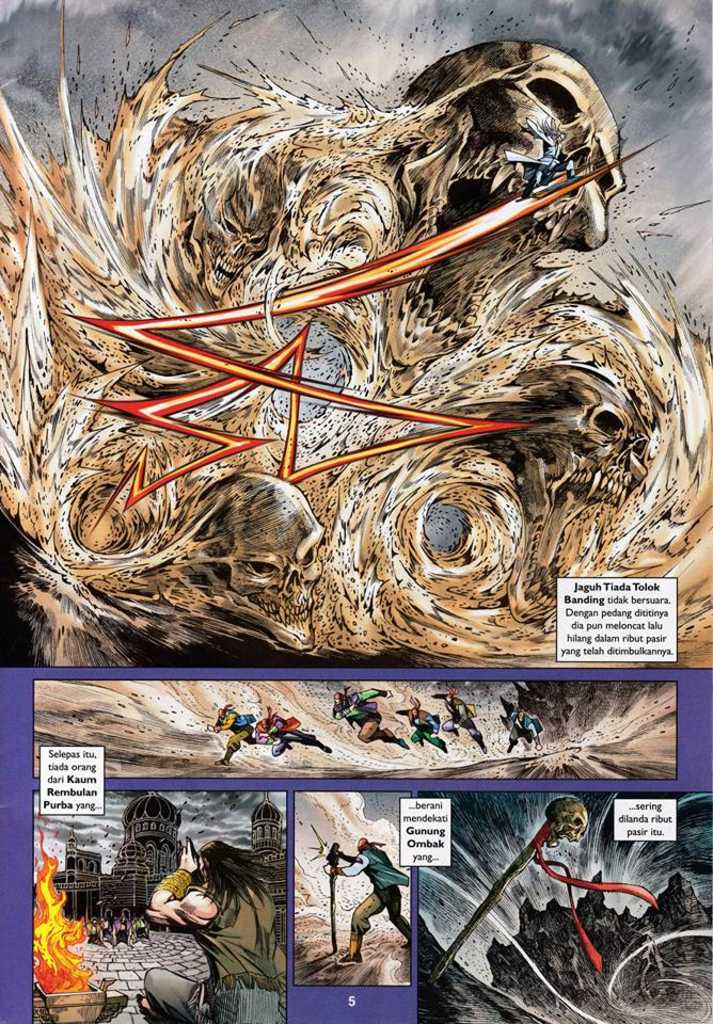 Jaguh Tiada Tolok
Banding tidak bersuara.
Dengan pedang dititinya
dia pun meloncat lalu
hilang dalam ribut pasir
yang telah ditimbulkannya.
Selepas itu,
tiada orang
dari Kaum
Rembulan
Purba yang...
...berani
mendekati
Gunung
Ombak
yang...
...sering
dilanda ribut
pasir itu.
5